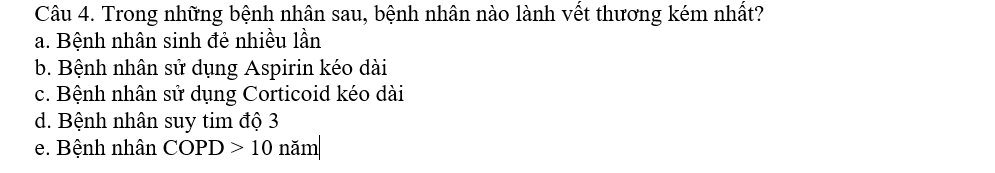 Câu 4. Trong những bệnh nhân sau, bệnh nhân nào lành vết thương kém nhất?
a. Bệnh nhân sinh đẻ nhiều lần
b. Bệnh nhân sử dụng Aspirin kéo dài
c. Bệnh nhân sử dụng Corticoid kéo dài
d. Bệnh nhân suy tim độ 3
e. Bệnh nhân COPD > 10 năm